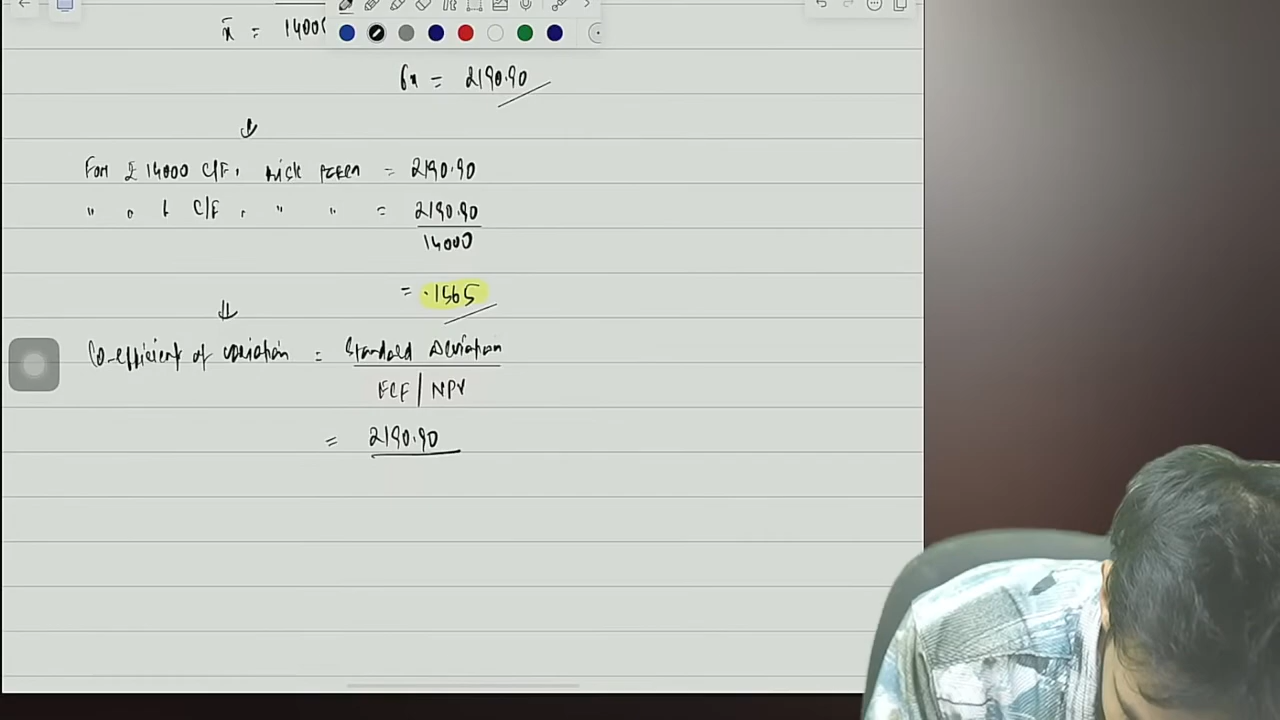 x̄ = 1400
σx = 2190.90
↓
For ₹ 14000 C/F, risk taken = 2190.90
" " 1 C/F, " " = 2190.90
14000
= .1565
↓
Co-efficient of variation = Standard Deviation
ECF | NPV
= 2190.90